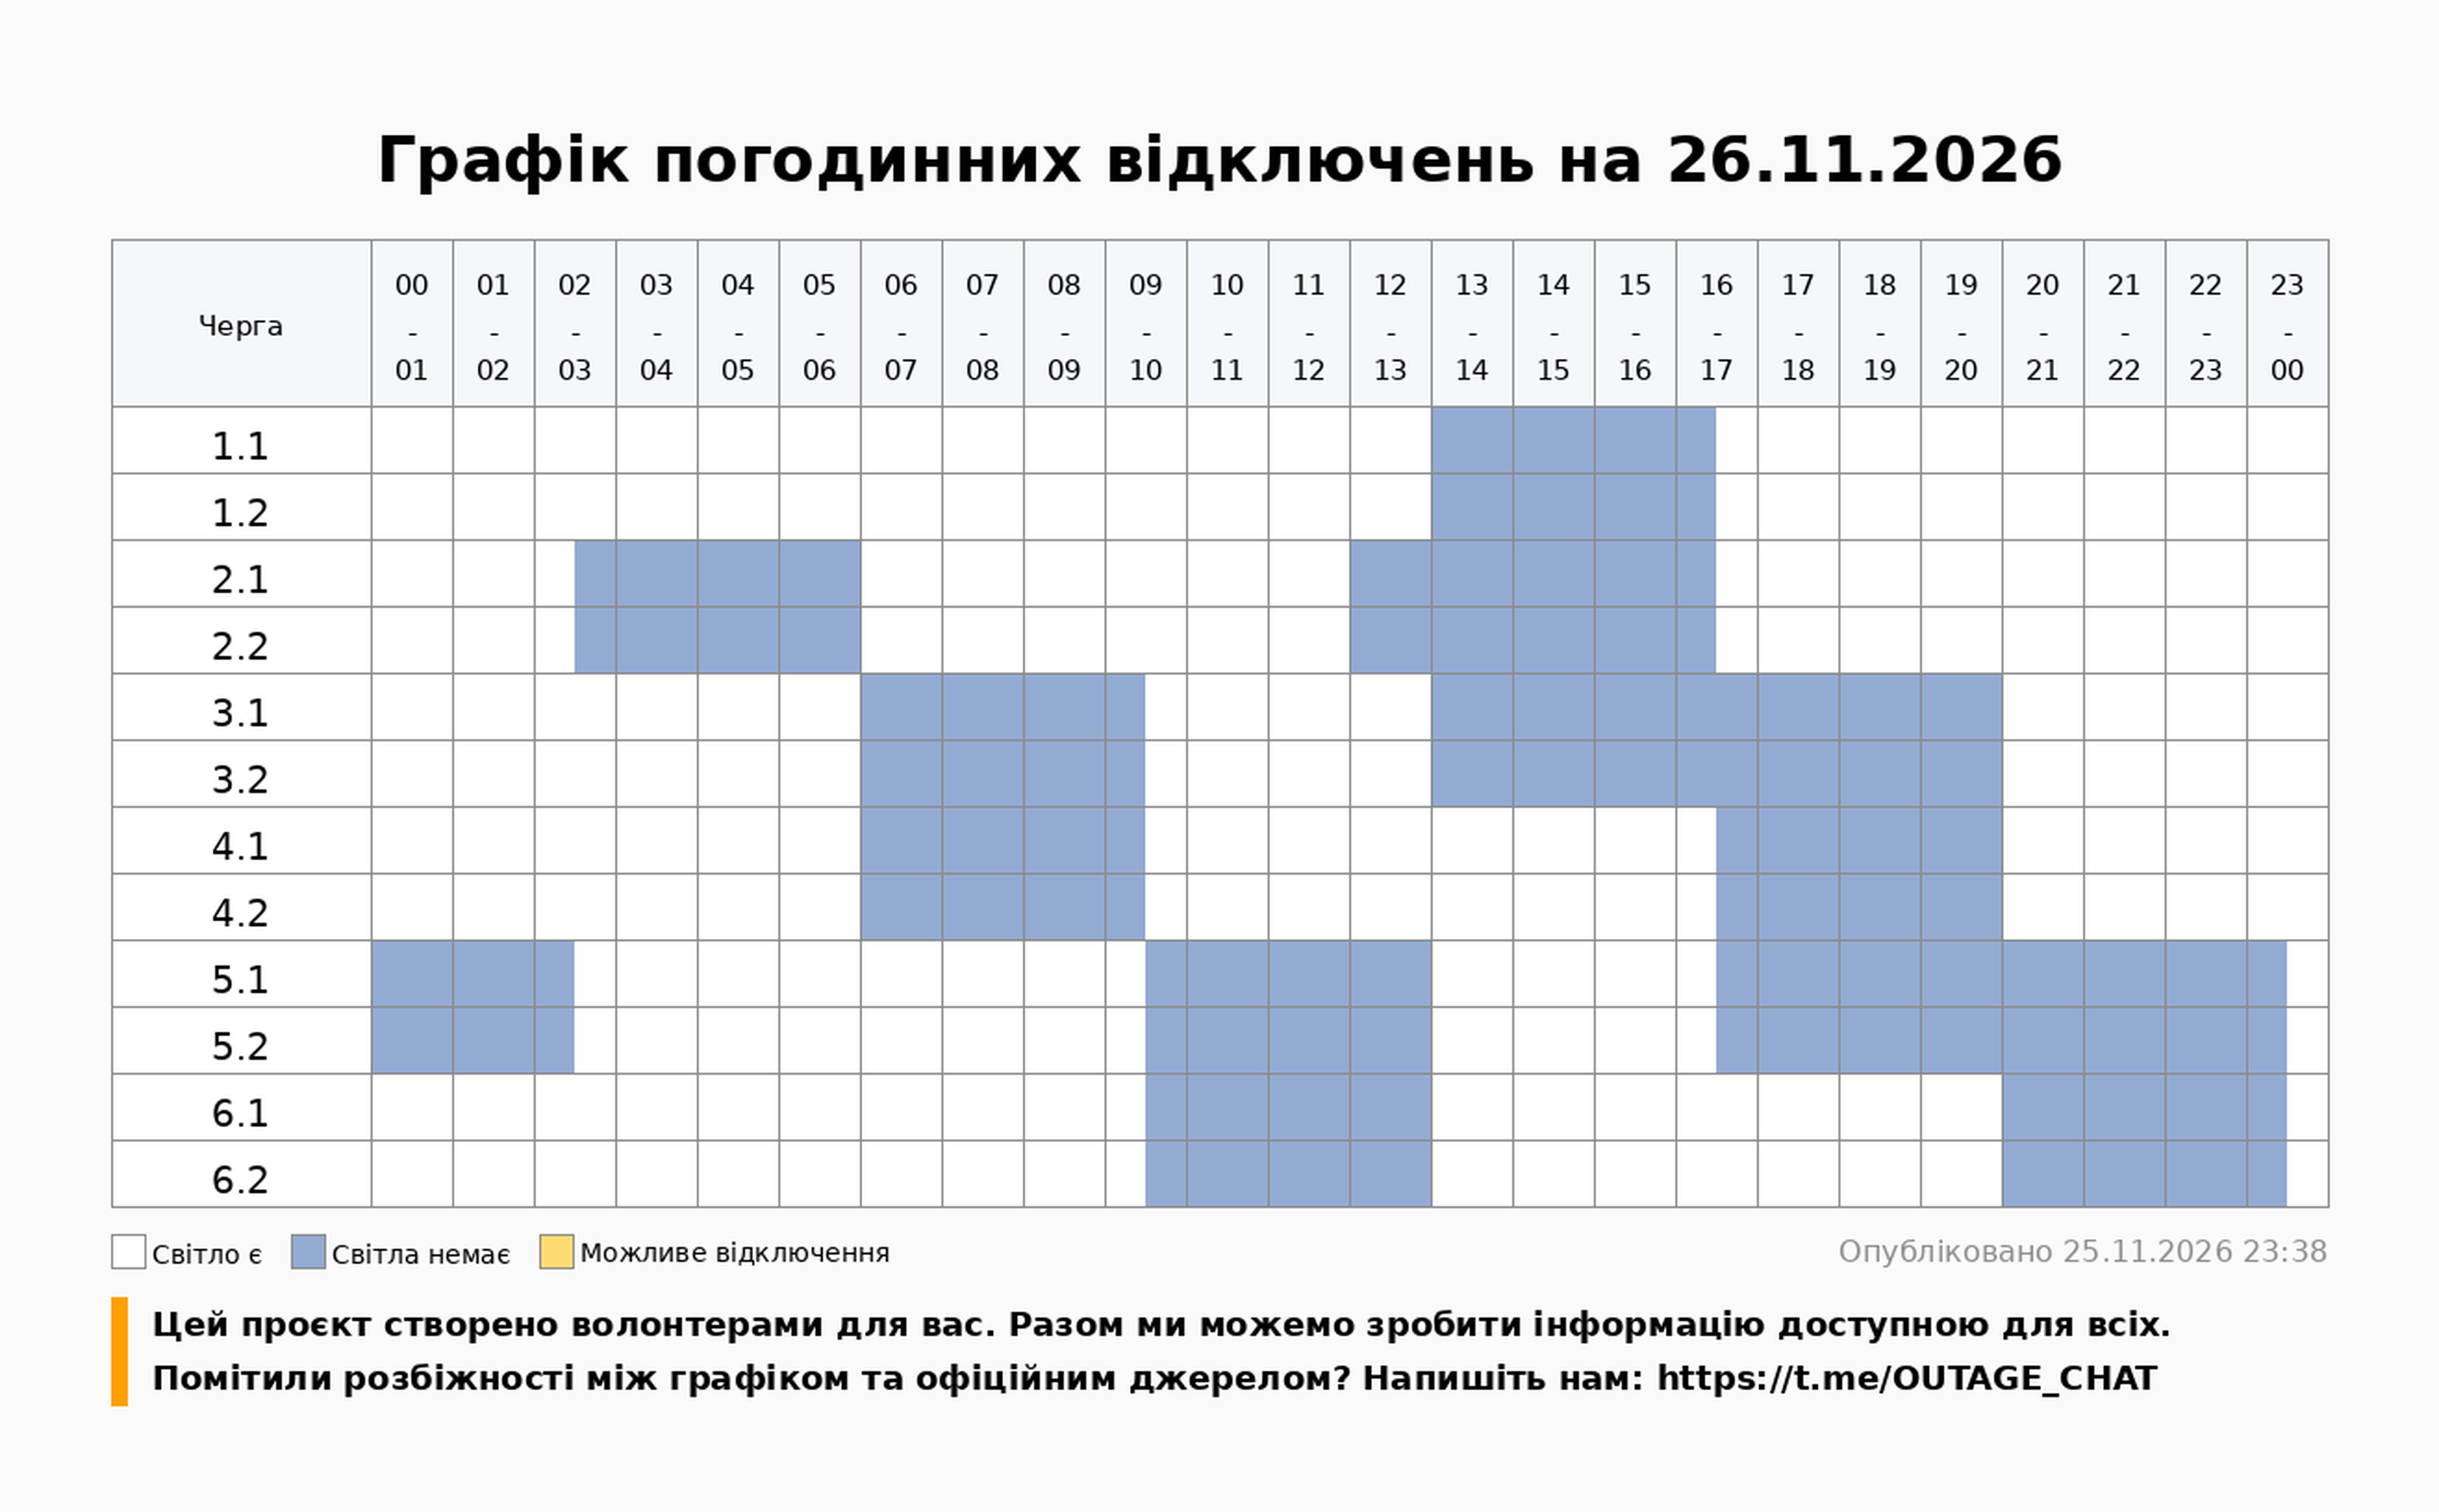 Графік погодинних відключень на 26.11.2026
Черга 00 - 01 01 - 02 02 - 03 03 - 04 04 - 05 05 - 06 06 - 07 07 - 08 08 - 09 09 - 10 10 - 11 11 - 12 12 - 13 13 - 14 14 - 15 15 - 16 16 - 17 17 - 18 18 - 19 19 - 20 20 - 21 21 - 22 22 - 23 23 - 00
1.1
1.2
2.1
2.2
3.1
3.2
4.1
4.2
5.1
5.2
6.1
6.2
Світло є Світла немає Можливе відключення Опубліковано 25.11.2026 23:38
Цей проєкт створено волонтерами для вас. Разом ми можемо зробити інформацію доступною для всіх.
Помітили розбіжності між графіком та офіційним джерелом? Напишіть нам: https://t.me/OUTAGE_CHAT